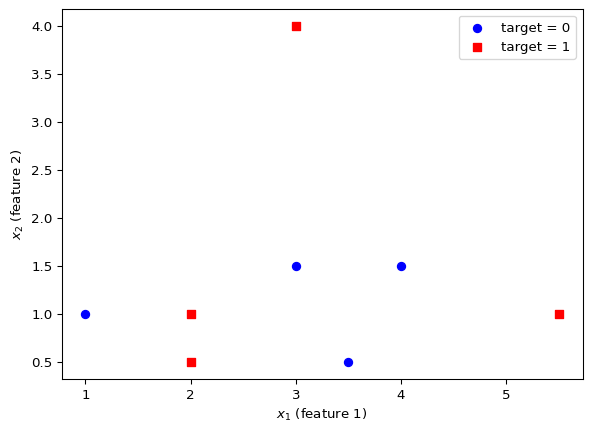 target = 0
target = 1
4.0
3.5
3.0
2.5
2.0
1.5
1.0
0.5
x₂ (feature 2)
1 2 3 4 5
x₁ (feature 1)